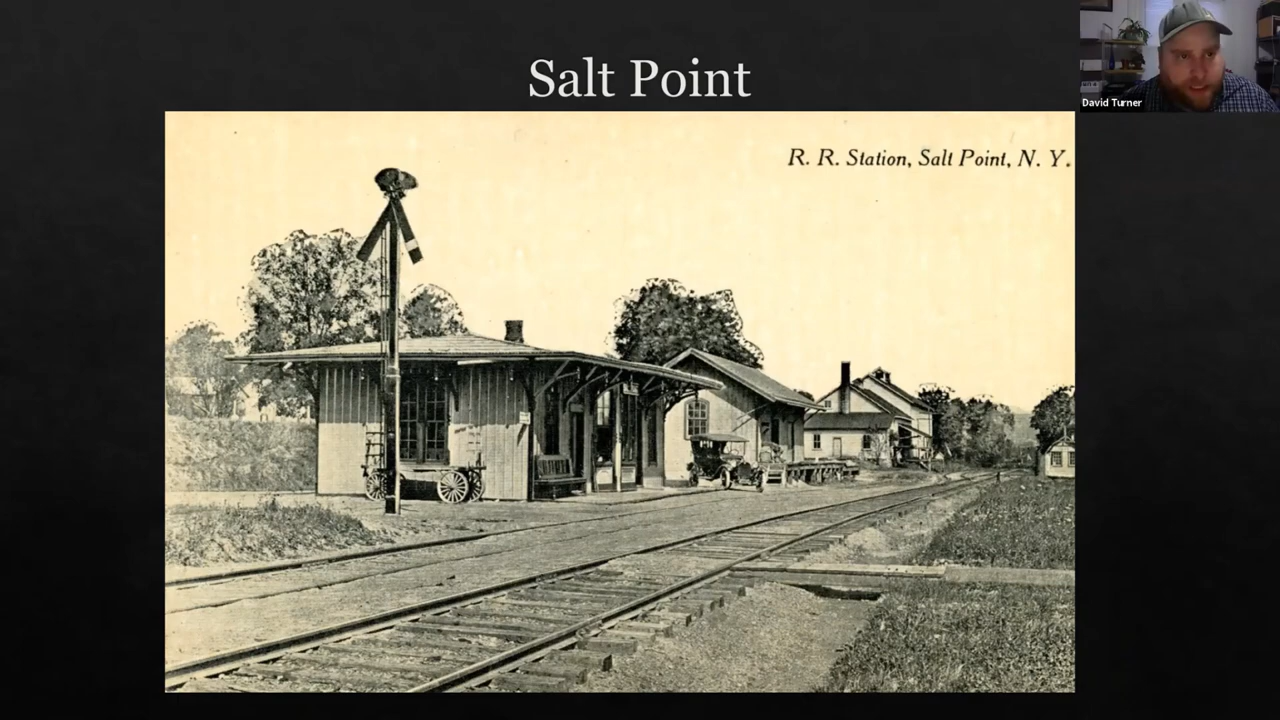 Salt Point
R. R. Station, Salt Point, N. Y.
David Turner